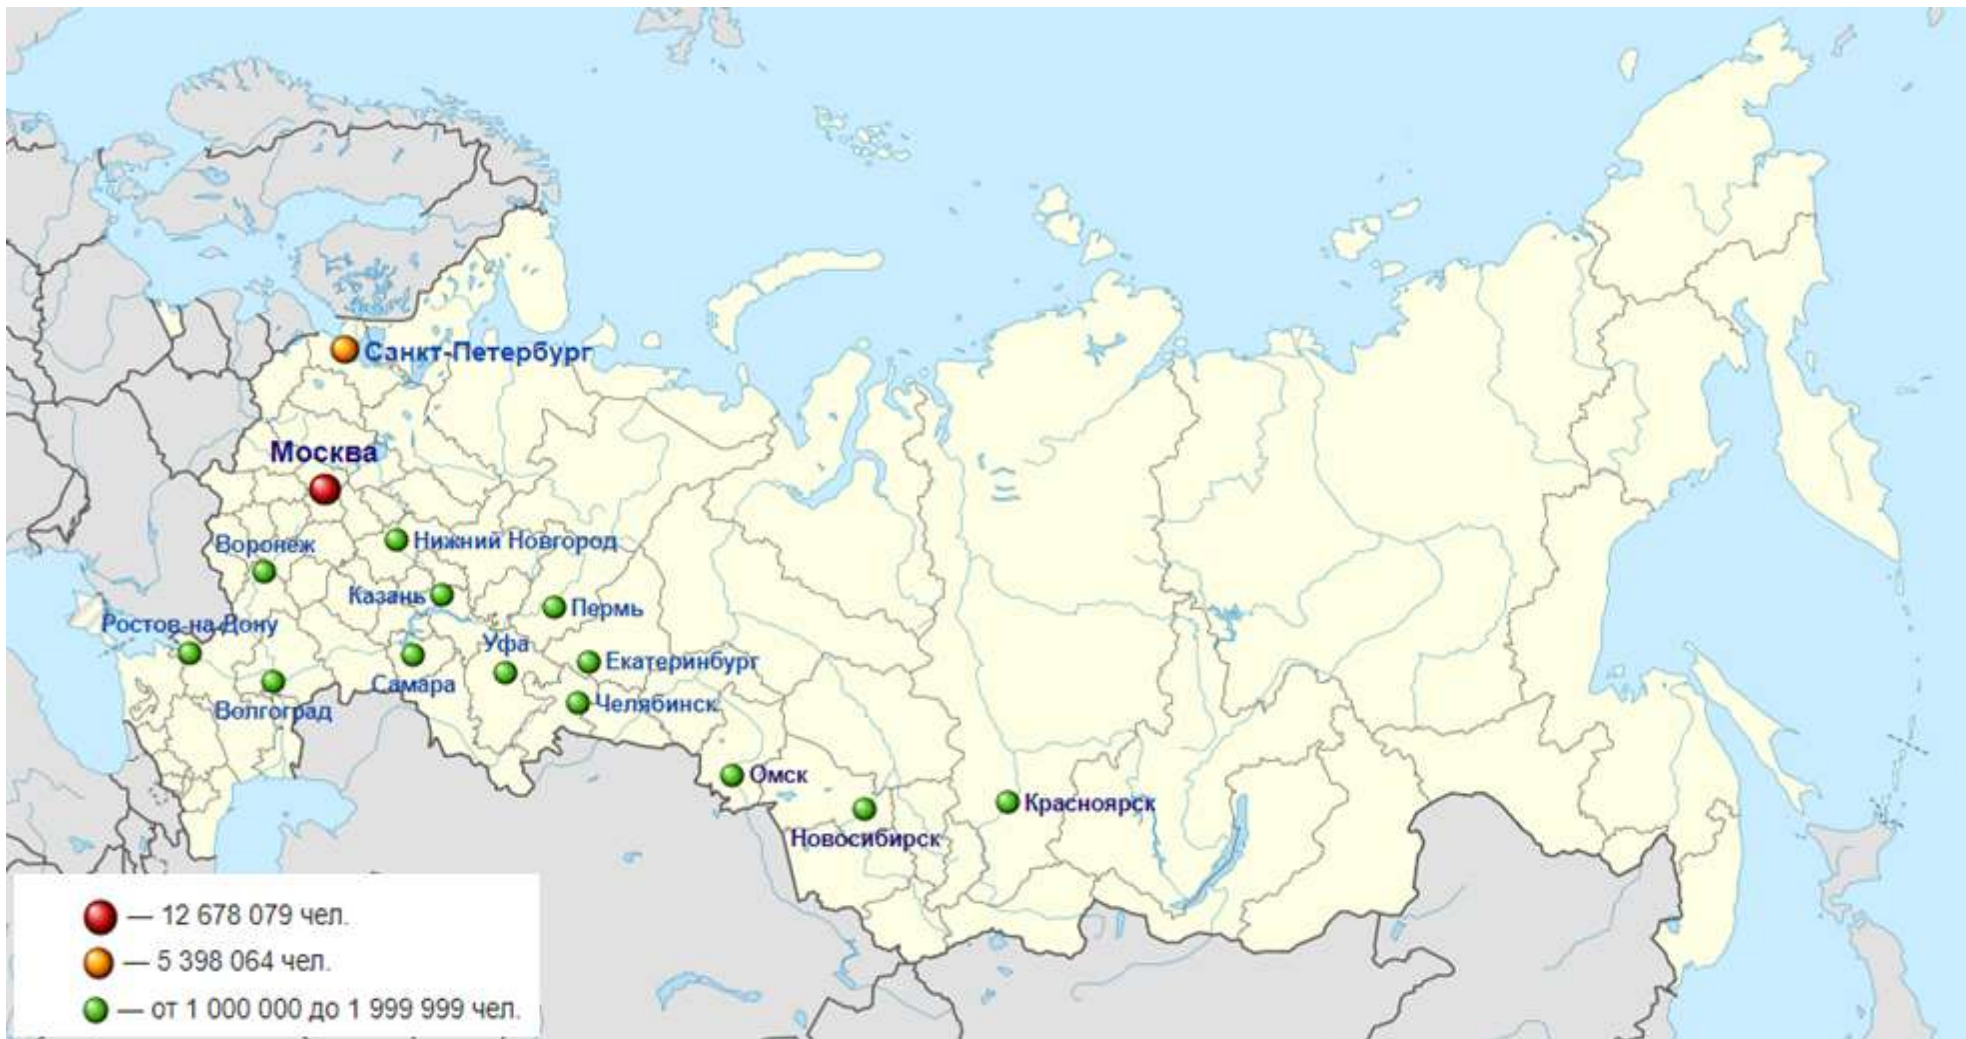 Санкт-Петербург
Москва
Воронеж
Нижний Новгород
Казань
Пермь
Ростов-на-Дону
Уфа
Екатеринбург
Самара
Челябинск
Волгоград
Омск
Красноярск
Новосибирск
— 12 678 079 чел.
— 5 398 064 чел.
— от 1 000 000 до 1 999 999 чел.